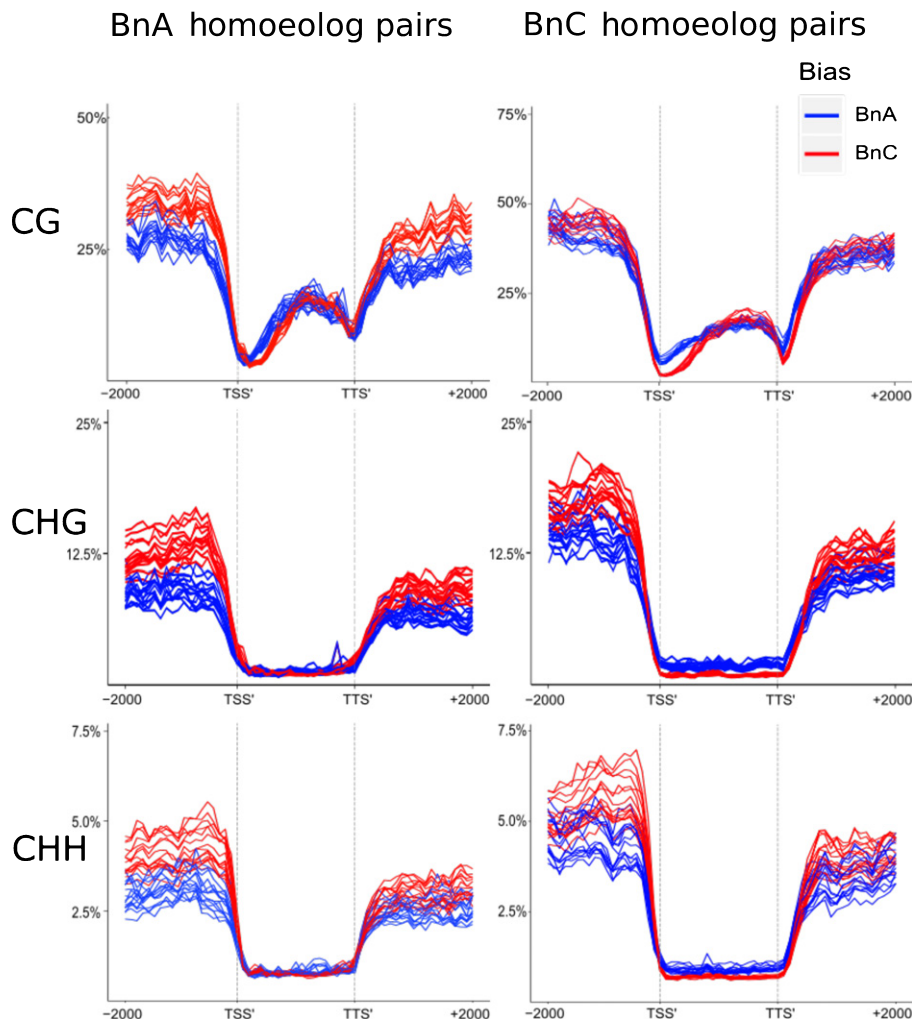 BnA homoeolog pairs
BnC homoeolog pairs
Bias
BnA
BnC
CG
50%
25%
−2000
TSS'
TTS'
+2000
75%
50%
25%
−2000
TSS'
TTS'
+2000
CHG
25%
12.5%
−2000
TSS'
TTS'
+2000
25%
12.5%
−2000
TSS'
TTS'
+2000
CHH
7.5%
5.0%
2.5%
−2000
TSS'
TTS'
+2000
7.5%
5.0%
2.5%
−2000
TSS'
TTS'
+2000